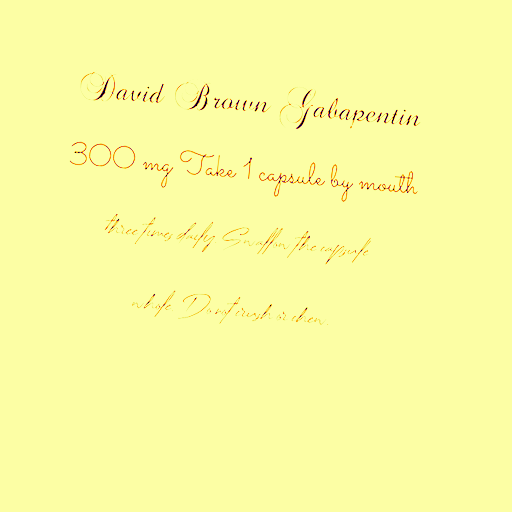 David Brown Gabapentin
300 mg Take 1 capsule by mouth
three times daily. Swallow the capsule
whole. Do not crush or chew.